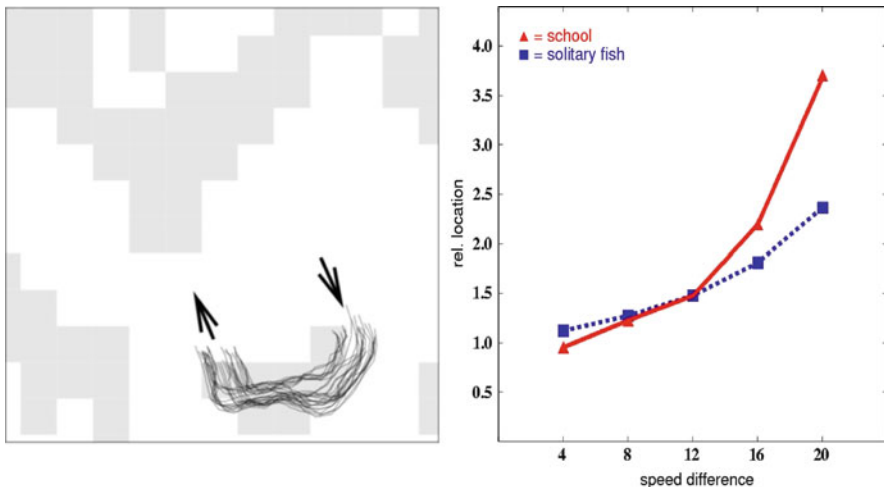 ▲ = school
■ = solitary fish
rel. location
4.0
3.5
3.0
2.5
2.0
1.5
1.0
0.5
4 8 12 16 20
speed difference